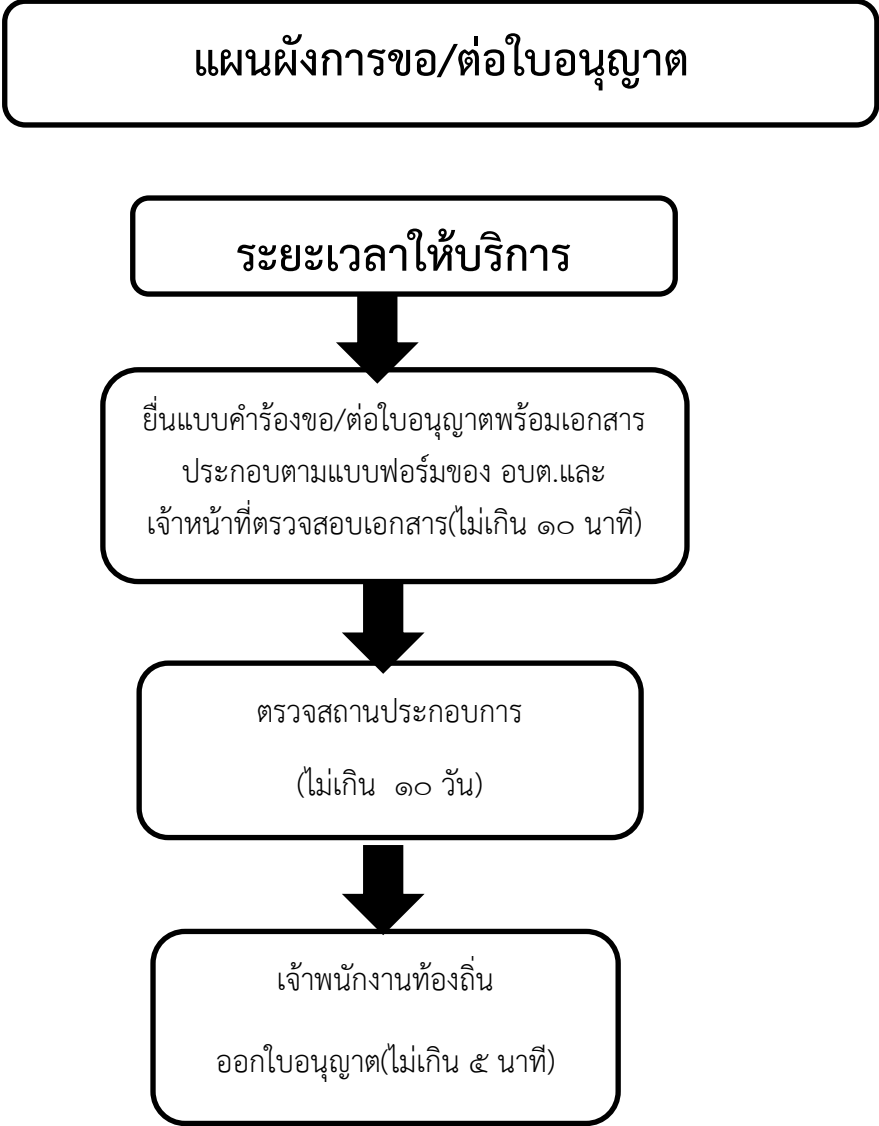 แผนผังการขอ/ต่อใบอนุญาต
ระยะเวลาให้บริการ
ยื่นแบบคำร้องขอ/ต่อใบอนุญาตพร้อมเอกสาร
ประกอบตามแบบฟอร์มของ อบต.และ
เจ้าหน้าที่ตรวจสอบเอกสาร(ไม่เกิน ๑๐ นาที)
ตรวจสถานประกอบการ
(ไม่เกิน ๑๐ วัน)
เจ้าพนักงานท้องถิ่น
ออกใบอนุญาต(ไม่เกิน ๕ นาที)